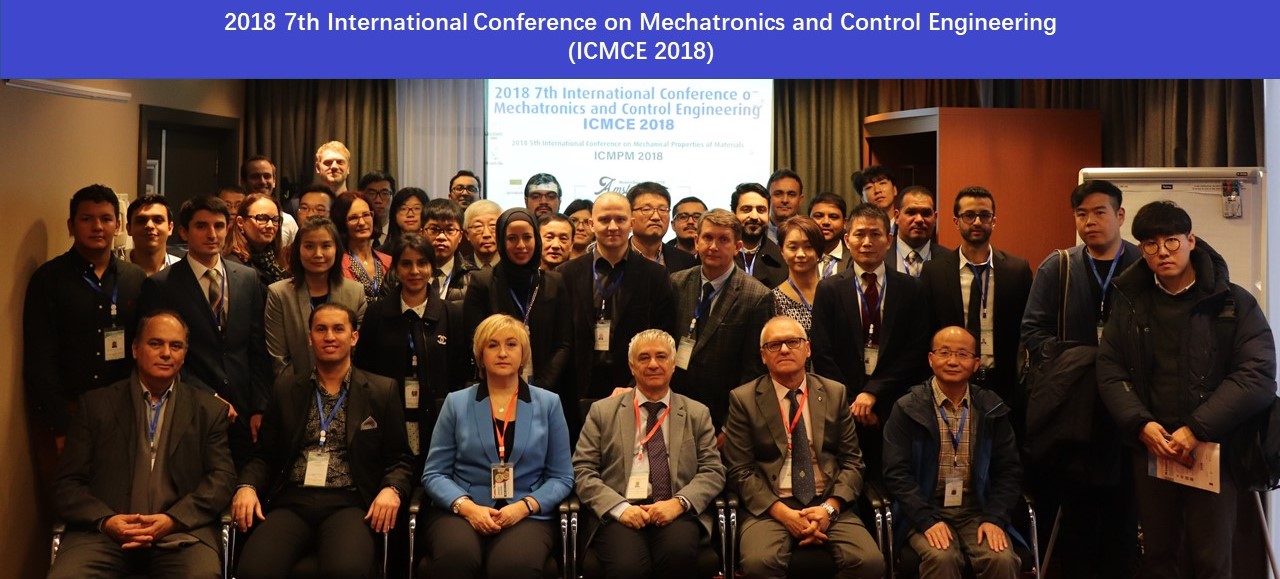 2018 7th International Conference on Mechatronics and Control Engineering
(ICMCE 2018)
2018 7th International Conference o
Mechatronics and Control Engineering
ICMCE 2018
2018 5th International Conference on Mechanical Properties of Materials
ICMPM 2018